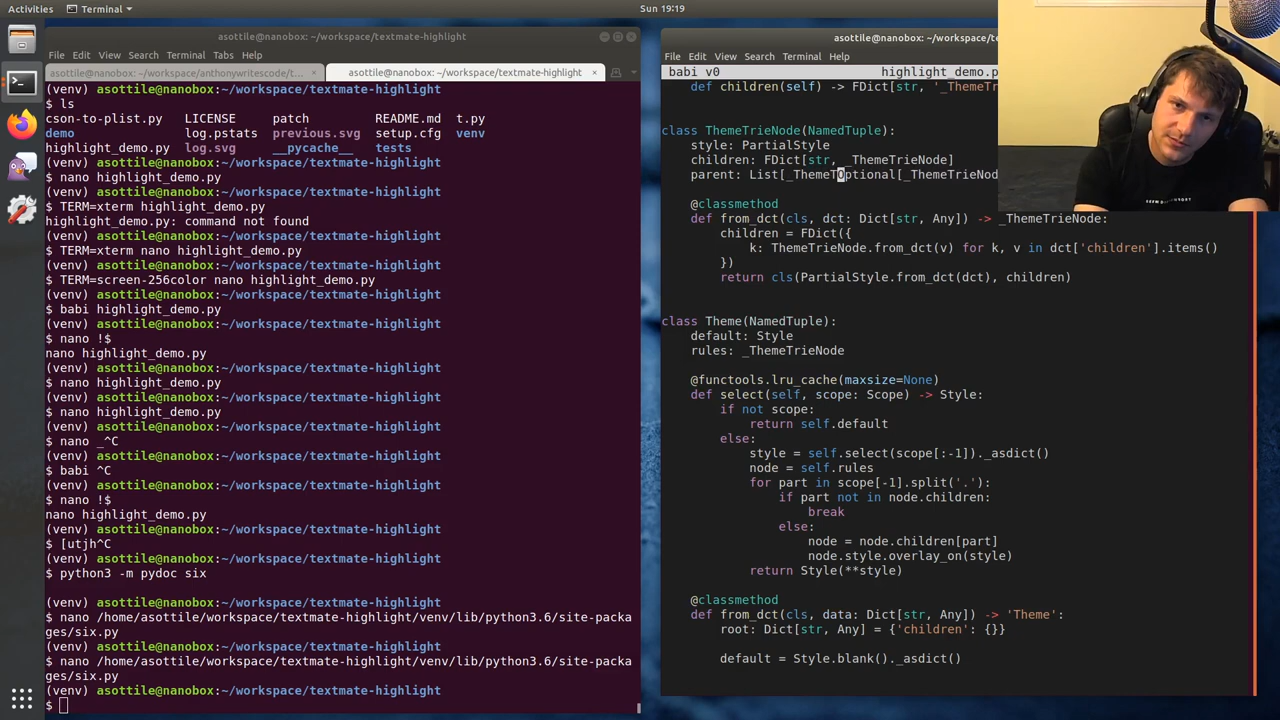 Activities
Terminal
Sun 19:19
asottile@nanobox: ~/workspace/textmate-highlight
File Edit View Search Terminal Tabs Help
asottile@nanobox: ~/workspace/anthonywritescode/t... ×
asottile@nanobox: ~/workspace/textmate-highlight ×
(venv) asottile@nanobox:~/workspace/textmate-highlight
$ ls
cson-to-plist.py LICENSE patch README.md t.py
demo log.pstats previous.svg setup.cfg venv
highlight_demo.py log.svg __pycache__ tests
(venv) asottile@nanobox:~/workspace/textmate-highlight
$ nano highlight_demo.py
(venv) asottile@nanobox:~/workspace/textmate-highlight
$ TERM=xterm highlight_demo.py
highlight_demo.py: command not found
(venv) asottile@nanobox:~/workspace/textmate-highlight
$ TERM=xterm nano highlight_demo.py
(venv) asottile@nanobox:~/workspace/textmate-highlight
$ TERM=screen-256color nano highlight_demo.py
(venv) asottile@nanobox:~/workspace/textmate-highlight
$ babi highlight_demo.py
(venv) asottile@nanobox:~/workspace/textmate-highlight
$ nano !$
nano highlight_demo.py
(venv) asottile@nanobox:~/workspace/textmate-highlight
$ nano highlight_demo.py
(venv) asottile@nanobox:~/workspace/textmate-highlight
$ nano highlight_demo.py
(venv) asottile@nanobox:~/workspace/textmate-highlight
$ nano _^C
(venv) asottile@nanobox:~/workspace/textmate-highlight
$ babi ^C
(venv) asottile@nanobox:~/workspace/textmate-highlight
$ nano !$
nano highlight_demo.py
(venv) asottile@nanobox:~/workspace/textmate-highlight
$ [utjh^C
(venv) asottile@nanobox:~/workspace/textmate-highlight
$ python3 -m pydoc six
(venv) asottile@nanobox:~/workspace/textmate-highlight
$ nano /home/asottile/workspace/textmate-highlight/venv/lib/python3.6/site-packa
ges/six.py
(venv) asottile@nanobox:~/workspace/textmate-highlight
$ nano /home/asottile/workspace/textmate-highlight/venv/lib/python3.6/site-packa
ges/six.py
(venv) asottile@nanobox:~/workspace/textmate-highlight
$
asottile@nanobox: ~/w
File Edit View Search Terminal Help
babi v0 highlight_demo.p
def children(self) -> FDict[str, '_ThemeTr
class ThemeTrieNode(NamedTuple):
style: PartialStyle
children: FDict[str, _ThemeTrieNode]
parent: List[_ThemeTOptional[_ThemeTrieNod
@classmethod
def from_dct(cls, dct: Dict[str, Any]) -> _ThemeTrieNode:
children = FDict({
k: ThemeTrieNode.from_dct(v) for k, v in dct['children'].items()
})
return cls(PartialStyle.from_dct(dct), children)
class Theme(NamedTuple):
default: Style
rules: _ThemeTrieNode
@functools.lru_cache(maxsize=None)
def select(self, scope: Scope) -> Style:
if not scope:
return self.default
else:
style = self.select(scope[:-1])._asdict()
node = self.rules
for part in scope[-1].split('.'):
if part not in node.children:
break
else:
node = node.children[part]
node.style.overlay_on(style)
return Style(**style)
@classmethod
def from_dct(cls, data: Dict[str, Any]) -> 'Theme':
root: Dict[str, Any] = {'children': {}}
default = Style.blank()._asdict()